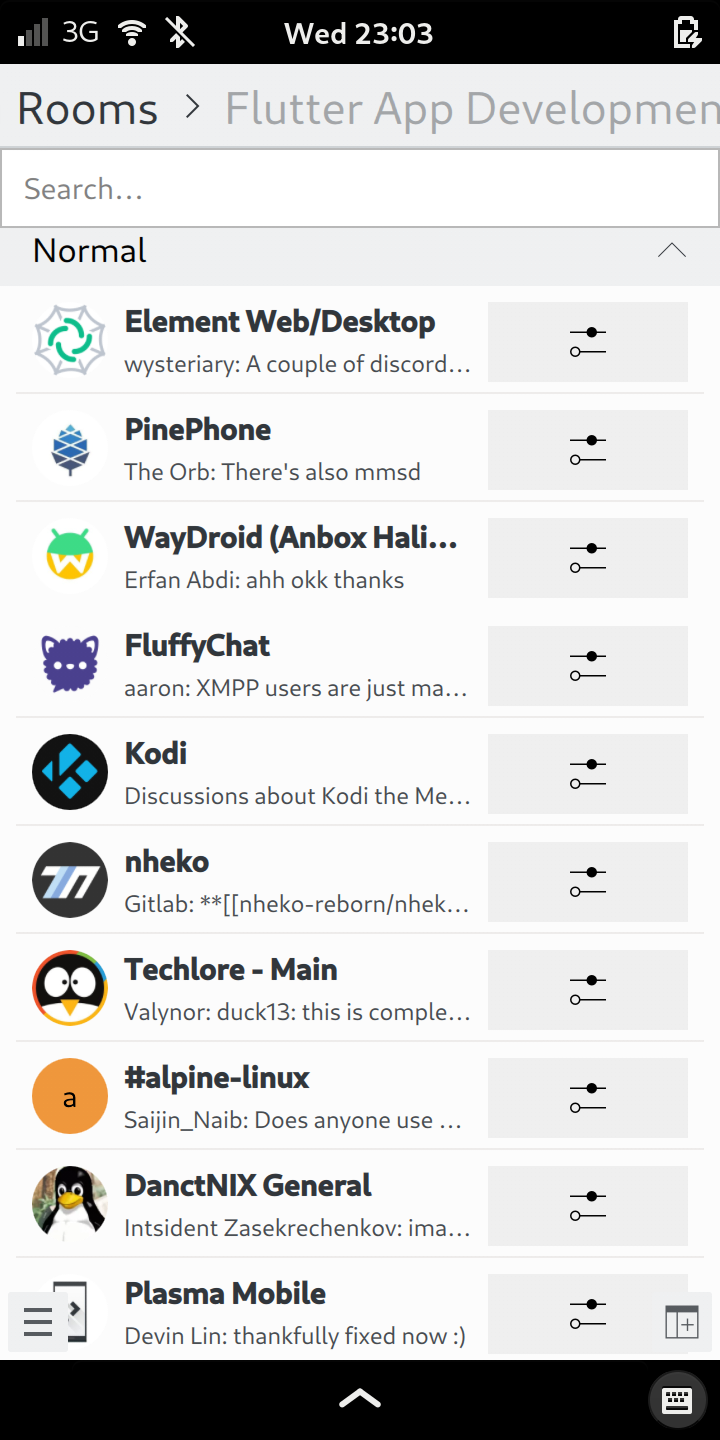 3G Wed 23:03
Rooms > Flutter App Developmen
Search...
Normal
Element Web/Desktop
wysteriary: A couple of discord...
PinePhone
The Orb: There's also mmsd
WayDroid (Anbox Hali...
Erfan Abdi: ahh okk thanks
FluffyChat
aaron: XMPP users are just ma...
Kodi
Discussions about Kodi the Me...
nheko
Gitlab: **[[nheko-reborn/nhek...
Techlore - Main
Valynor: duck13: this is comple...
a
#alpine-linux
Saijin_Naib: Does anyone use ...
DanctNIX General
Intsident Zasekrechenkov: ima...
Plasma Mobile
Devin Lin: thankfully fixed now :)